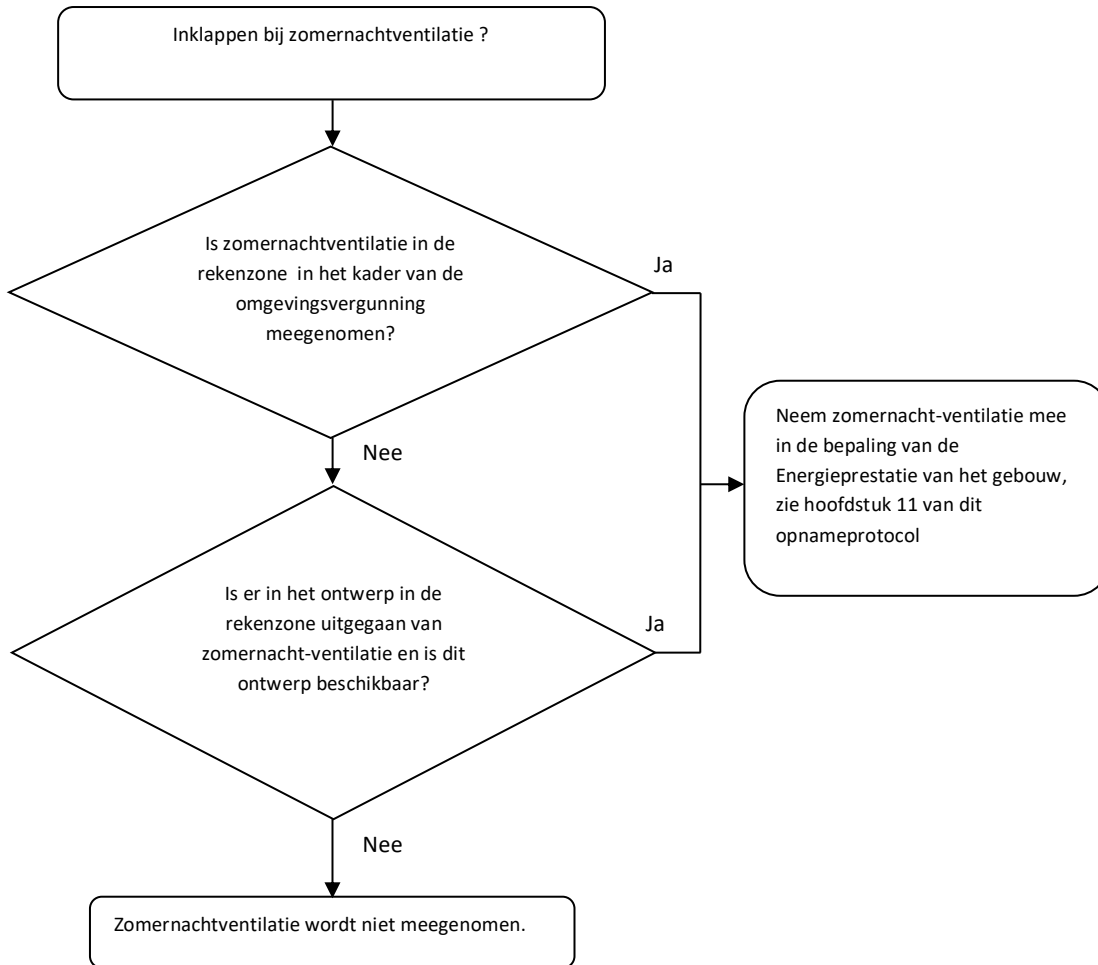 Inklappen bij zomernachtventilatie ?
Is zomernachtventilatie in de
rekenzone in het kader van de
omgevingsvergunning
meegenomen?
Ja
Nee
Neem zomernacht-ventilatie mee
in de bepaling van de
Energieprestatie van het gebouw,
zie hoofdstuk 11 van dit
opnameprotocol
Is er in het ontwerp in de
rekenzone uitgegaan van
zomernacht-ventilatie en is dit
ontwerp beschikbaar?
Ja
Nee
Zomernachtventilatie wordt niet meegenomen.